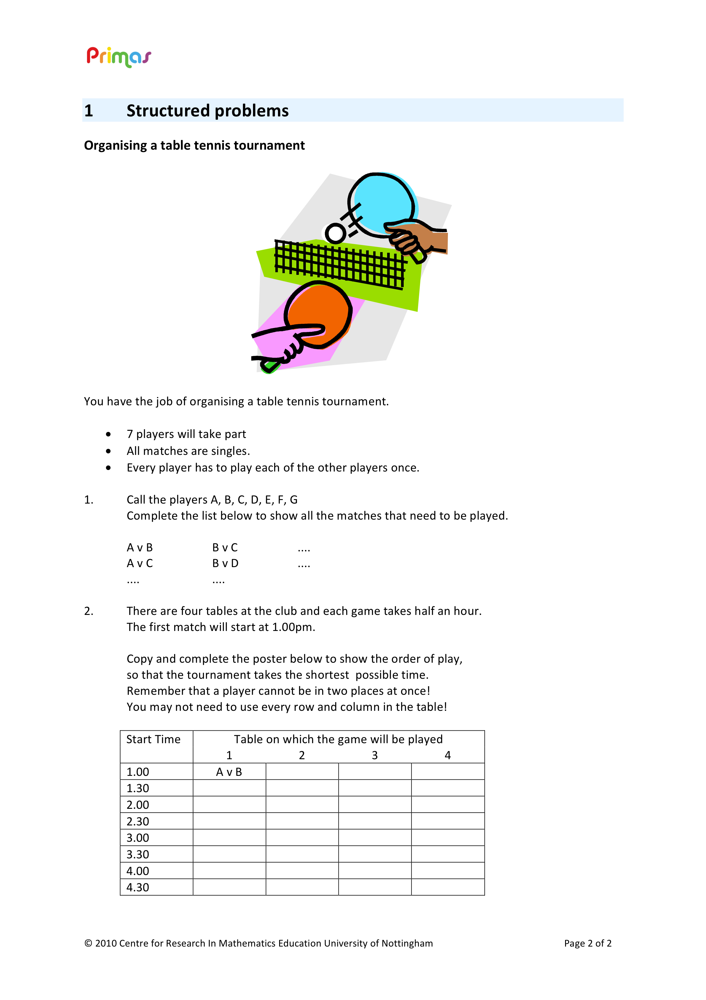 Primas
1 Structured problems
Organising a table tennis tournament
You have the job of organising a table tennis tournament.
• 7 players will take part
• All matches are singles.
• Every player has to play each of the other players once.
1. Call the players A, B, C, D, E, F, G
Complete the list below to show all the matches that need to be played.
A v B B v C ....
A v C B v D ....
.... ....
2. There are four tables at the club and each game takes half an hour.
The first match will start at 1.00pm.
Copy and complete the poster below to show the order of play,
so that the tournament takes the shortest possible time.
Remember that a player cannot be in two places at once!
You may not need to use every row and column in the table!
Start Time Table on which the game will be played
1 2 3 4
1.00 A v B
1.30
2.00
2.30
3.00
3.30
4.00
4.30
© 2010 Centre for Research In Mathematics Education University of Nottingham Page 2 of 2